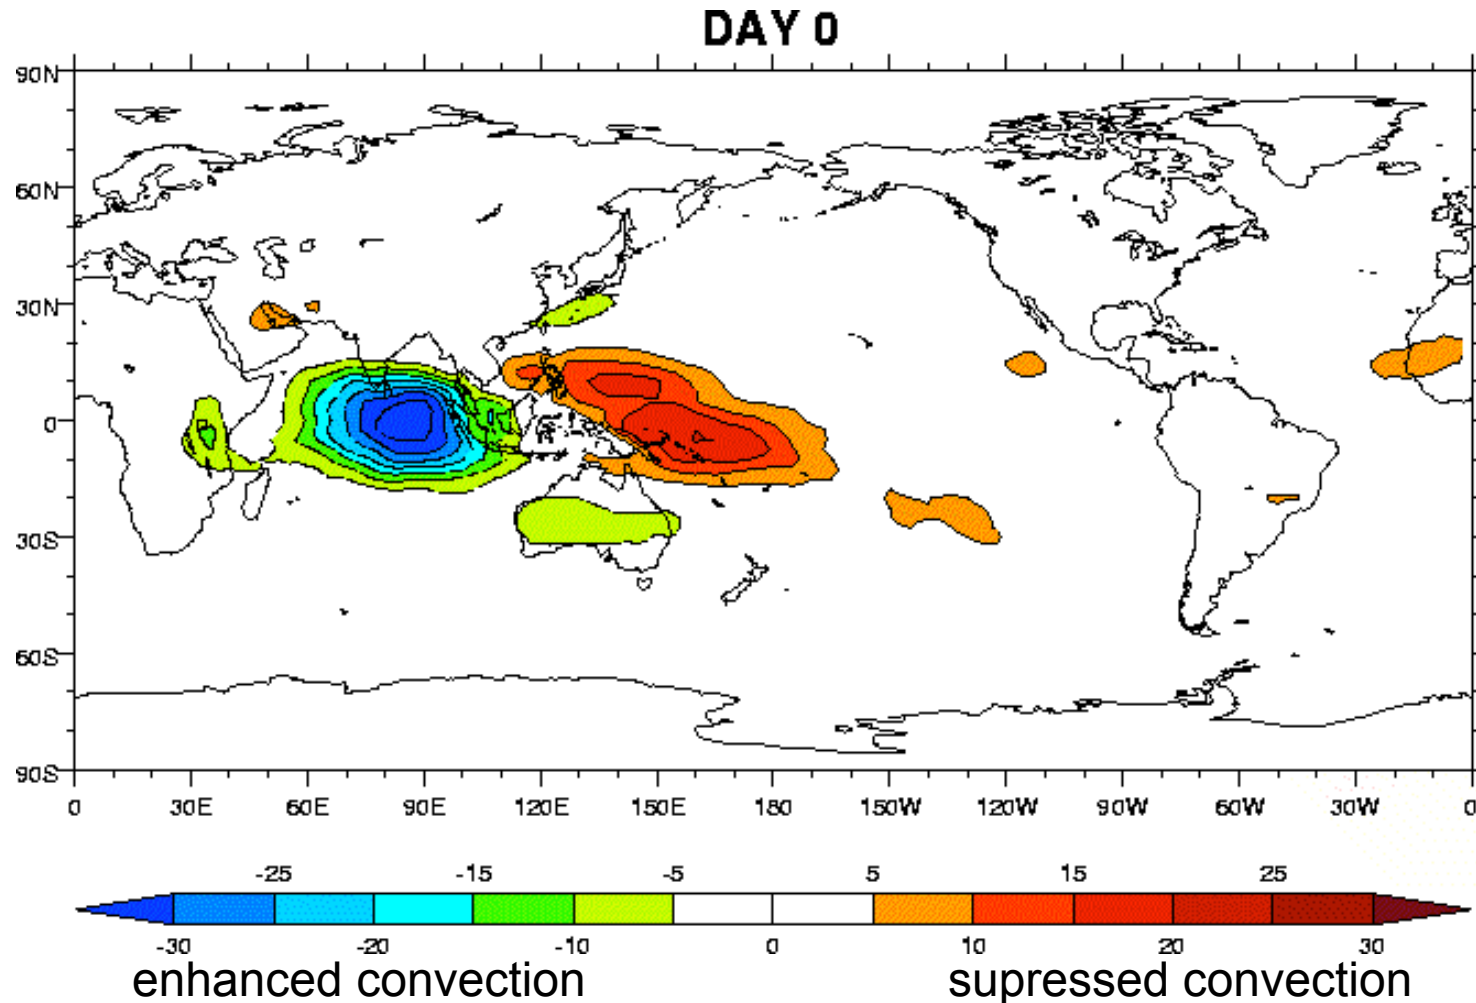 DAY 0
90N
60N
30N
0
30S
60S
90S
0 30E 60E 90E 120E 150E 180 150W 120W 90W 60W 30W 0
-25 -15 -5 5 15 25
-30 -20 -10 0 10 20 30
enhanced convection supressed convection